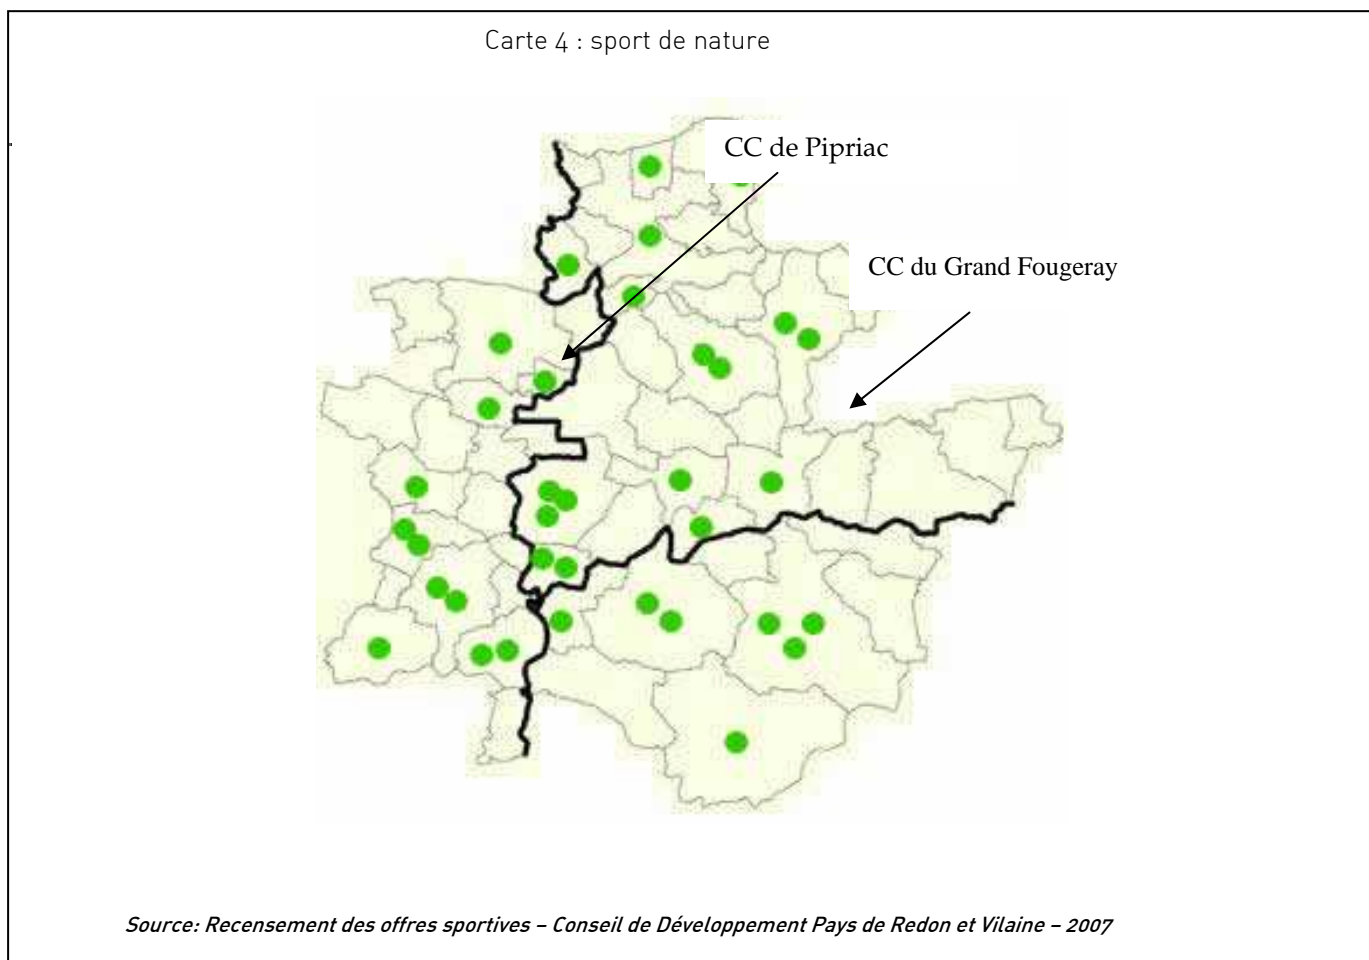 Carte 4 : sport de nature
CC de Pipriac
CC du Grand Fougeray
Source: Recensement des offres sportives – Conseil de Développement Pays de Redon et Vilaine – 2007